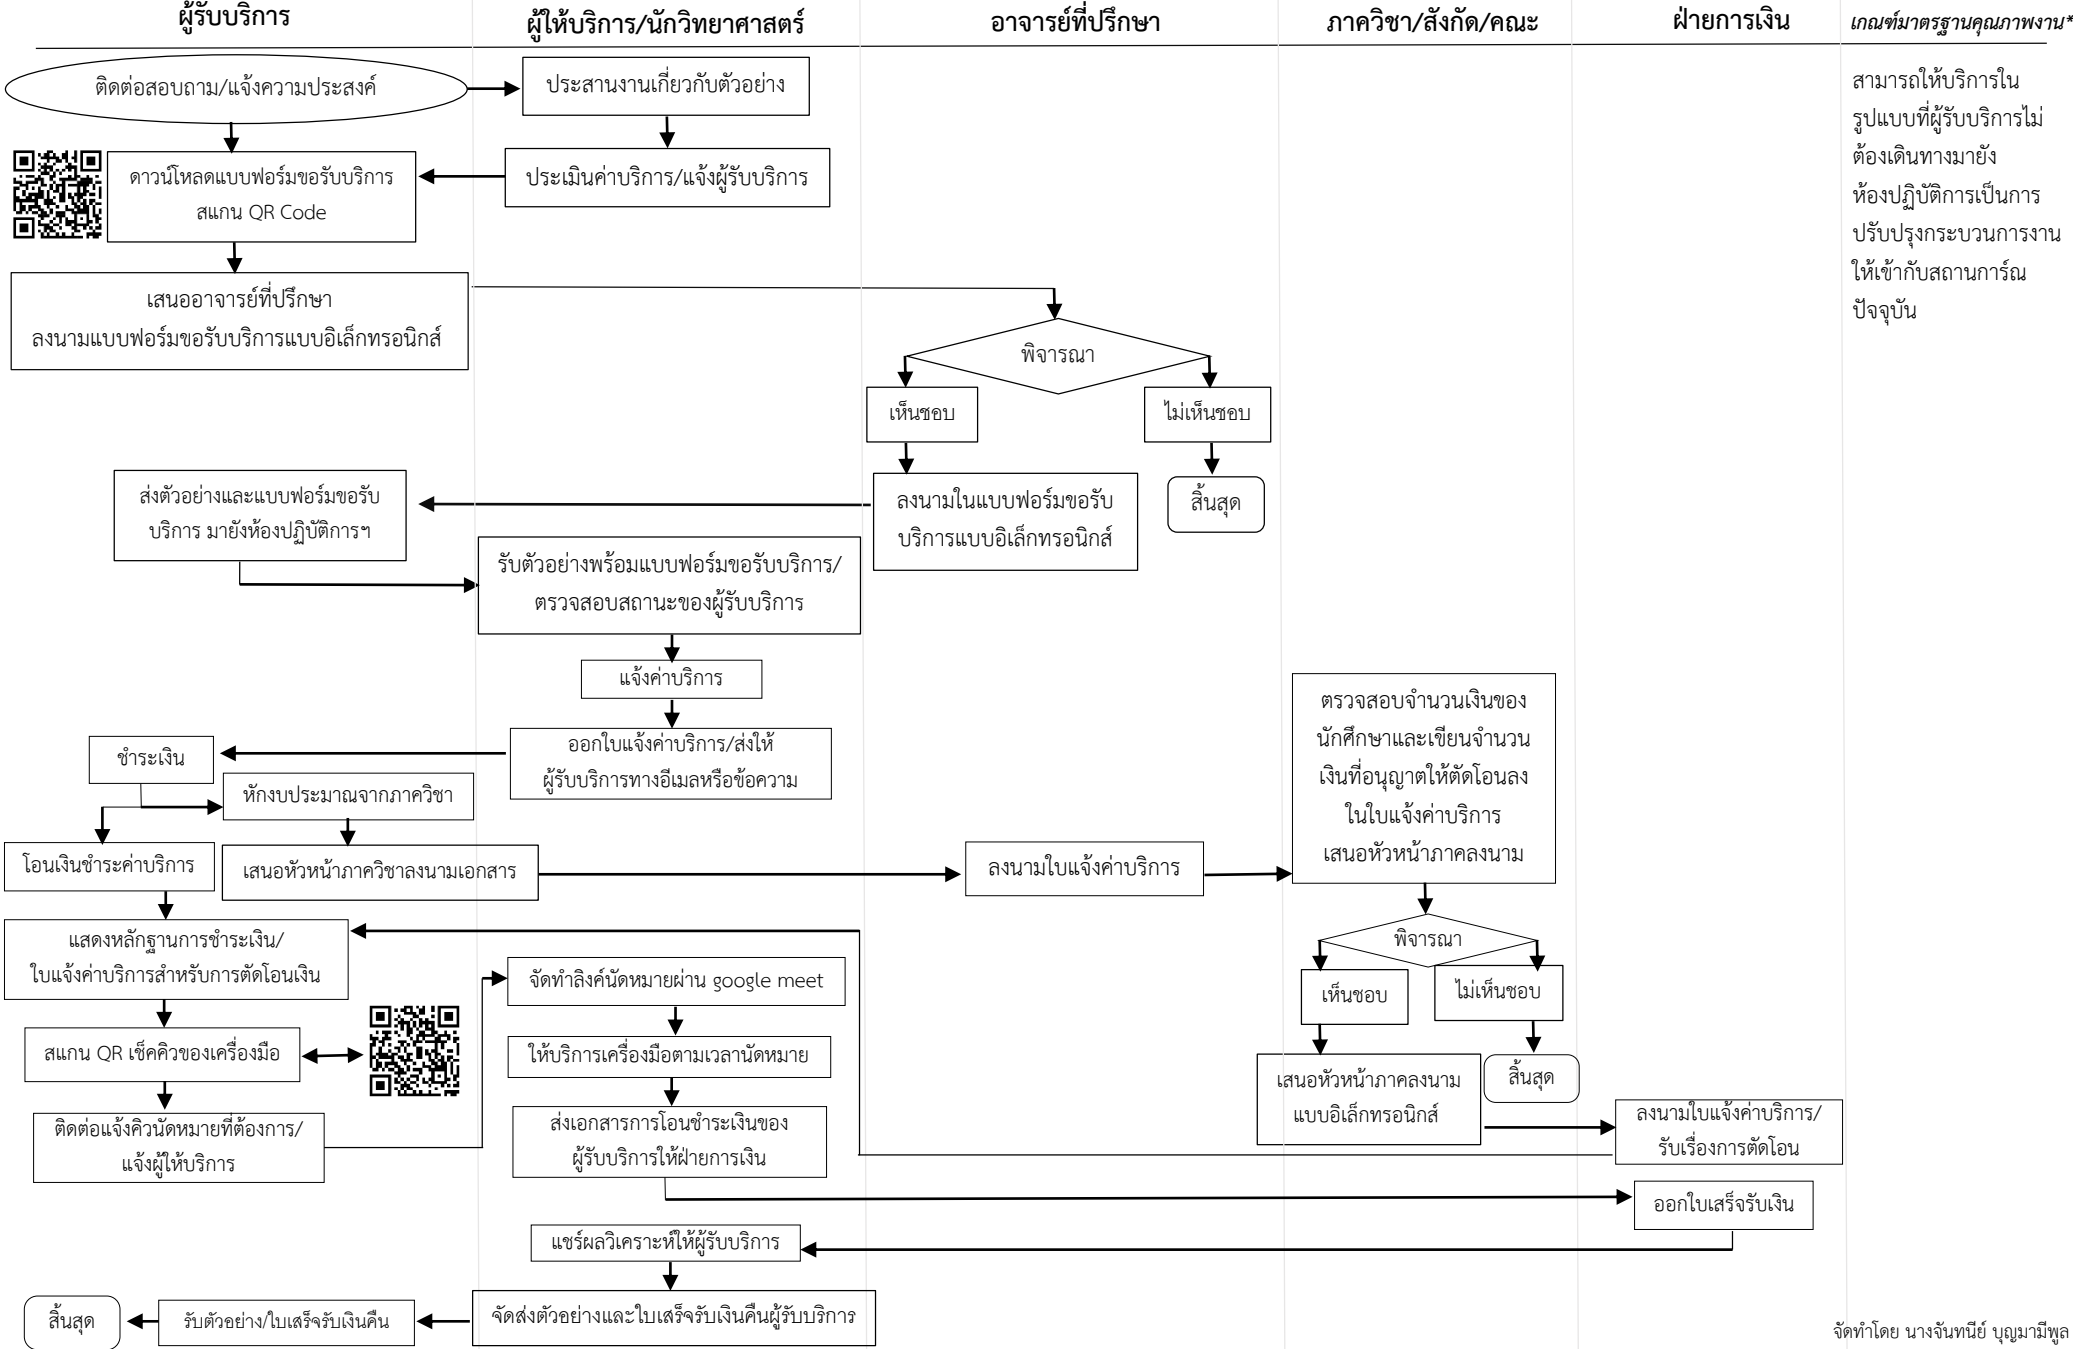 ผู้รับบริการ
ผู้ให้บริการ/นักวิทยาศาสตร์
อาจารย์ที่ปรึกษา
ภาควิชา/สังกัด/คณะ
ฝ่ายการเงิน
เกณฑ์มาตรฐานคุณภาพงาน*
ติดต่อสอบถาม/แจ้งความประสงค์
ประสานงานเกี่ยวกับตัวอย่าง
สามารถให้บริการใน
รูปแบบที่ผู้รับบริการไม่
ต้องเดินทางมายัง
ห้องปฏิบัติการเป็นการ
ปรับปรุงกระบวนการงาน
ให้เข้ากับสถานการ์ณ
ปัจจุบัน
ดาวน์โหลดแบบฟอร์มขอรับบริการ
สแกน QR Code
ประเมินค่าบริการ/แจ้งผู้รับบริการ
เสนออาจารย์ที่ปรึกษา
ลงนามแบบฟอร์มขอรับบริการแบบอิเล็กทรอนิกส์
พิจารณา
เห็นชอบ
ไม่เห็นชอบ
ส่งตัวอย่างและแบบฟอร์มขอรับ
บริการ มายังห้องปฏิบัติการฯ
ลงนามในแบบฟอร์มขอรับ
บริการแบบอิเล็กทรอนิกส์
สิ้นสุด
รับตัวอย่างพร้อมแบบฟอร์มขอรับบริการ/
ตรวจสอบสถานะของผู้รับบริการ
แจ้งค่าบริการ
ออกใบแจ้งค่าบริการ/ส่งให้
ผู้รับบริการทางอีเมลหรือข้อความ
ชำระเงิน
หักงบประมาณจากภาควิชา
ตรวจสอบจำนวนเงินของ
นักศึกษาและเขียนจำนวน
เงินที่อนุญาตให้ตัดโอนลง
ในใบแจ้งค่าบริการ
เสนอหัวหน้าภาคลงนาม
โอนเงินชำระค่าบริการ
เสนอหัวหน้าภาควิชาลงนามเอกสาร
ลงนามใบแจ้งค่าบริการ
แสดงหลักฐานการชำระเงิน/
ใบแจ้งค่าบริการสำหรับการตัดโอนเงิน
จัดทำลิงค์นัดหมายผ่าน google meet
พิจารณา
เห็นชอบ
ไม่เห็นชอบ
สแกน QR เช็คคิวของเครื่องมือ
ให้บริการเครื่องมือตามเวลานัดหมาย
เสนอหัวหน้าภาคลงนาม
แบบอิเล็กทรอนิกส์
สิ้นสุด
ติดต่อแจ้งคิวนัดหมายที่ต้องการ/
แจ้งผู้ให้บริการ
ส่งเอกสารการโอนชำระเงินของ
ผู้รับบริการให้ฝ่ายการเงิน
ลงนามใบแจ้งค่าบริการ/
รับเรื่องการตัดโอน
ออกใบเสร็จรับเงิน
แชร์ผลวิเคราะห์ให้ผู้รับบริการ
สิ้นสุด
รับตัวอย่าง/ใบเสร็จรับเงินคืน
จัดส่งตัวอย่างและใบเสร็จรับเงินคืนผู้รับบริการ
จัดทำโดย นางจันทนีย์ บุญมามีพูล